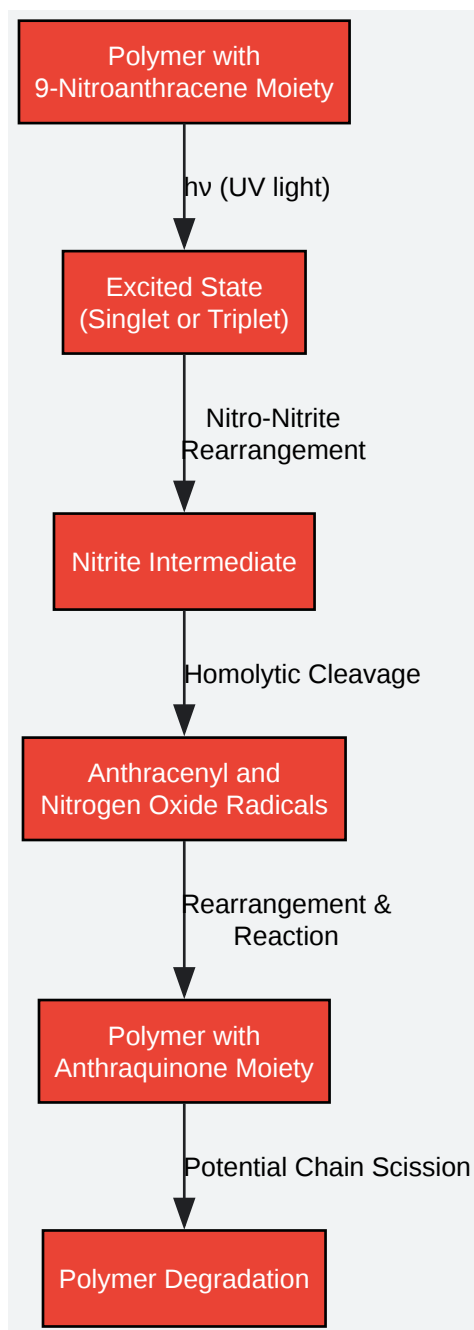 Polymer with
9-Nitroanthracene Moiety
hν (UV light)
Excited State
(Singlet or Triplet)
Nitro-Nitrite
Rearrangement
Nitrite Intermediate
Homolytic Cleavage
Anthracenyl and
Nitrogen Oxide Radicals
Rearrangement &
Reaction
Polymer with
Anthraquinone Moiety
Potential Chain Scission
Polymer Degradation